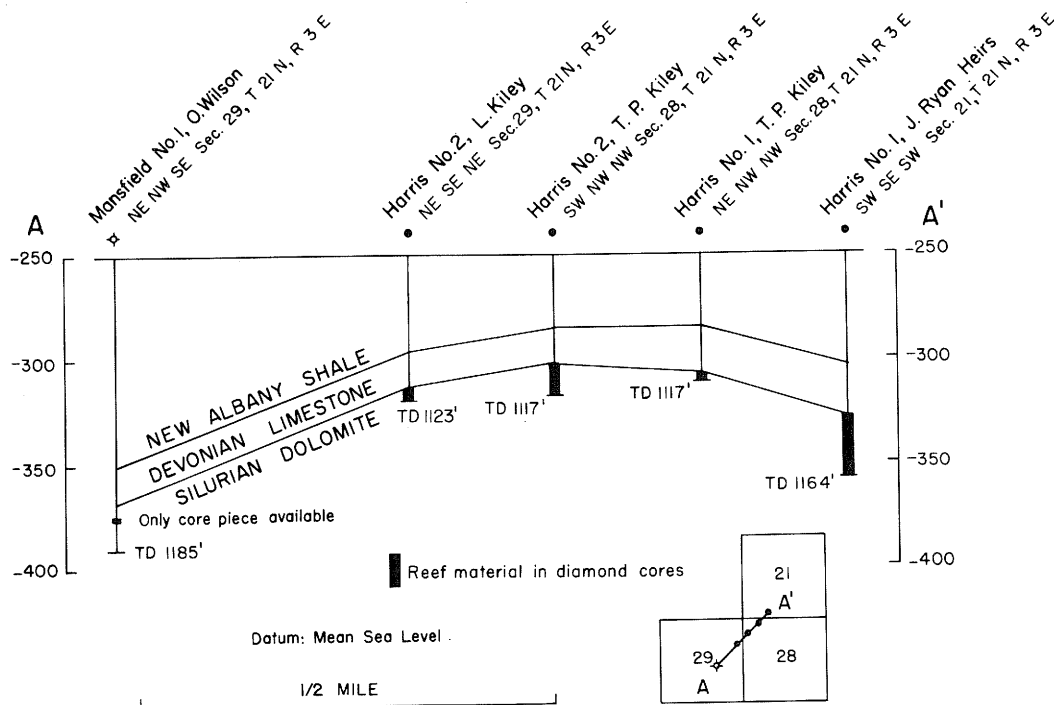 Mansfield No. 1, O. Wilson
NE NW SE Sec. 29, T 21 N, R 3 E
Harris No. 2, L. Kiley
NE SE NE Sec. 29, T 21 N, R 3 E
Harris No. 2, T. P. Kiley
SW NW NW Sec. 28, T 21 N, R 3 E
Harris No. 1, T. P. Kiley
NE NW NW Sec. 28, T 21 N, R 3 E
Harris No. 1, J. Ryan Heirs
SW SE SW Sec. 21, T 21 N, R 3 E
A
A'
-250
-250
-300
-300
-350
-350
-400
-400
NEW ALBANY SHALE
DEVONIAN LIMESTONE
SILURIAN DOLOMITE
TD 1123'
TD 1117'
TD 1117'
TD 1164'
Only core piece available
TD 1185'
Reef material in diamond cores
Datum: Mean Sea Level
1/2 MILE
21
A'
29
28
A